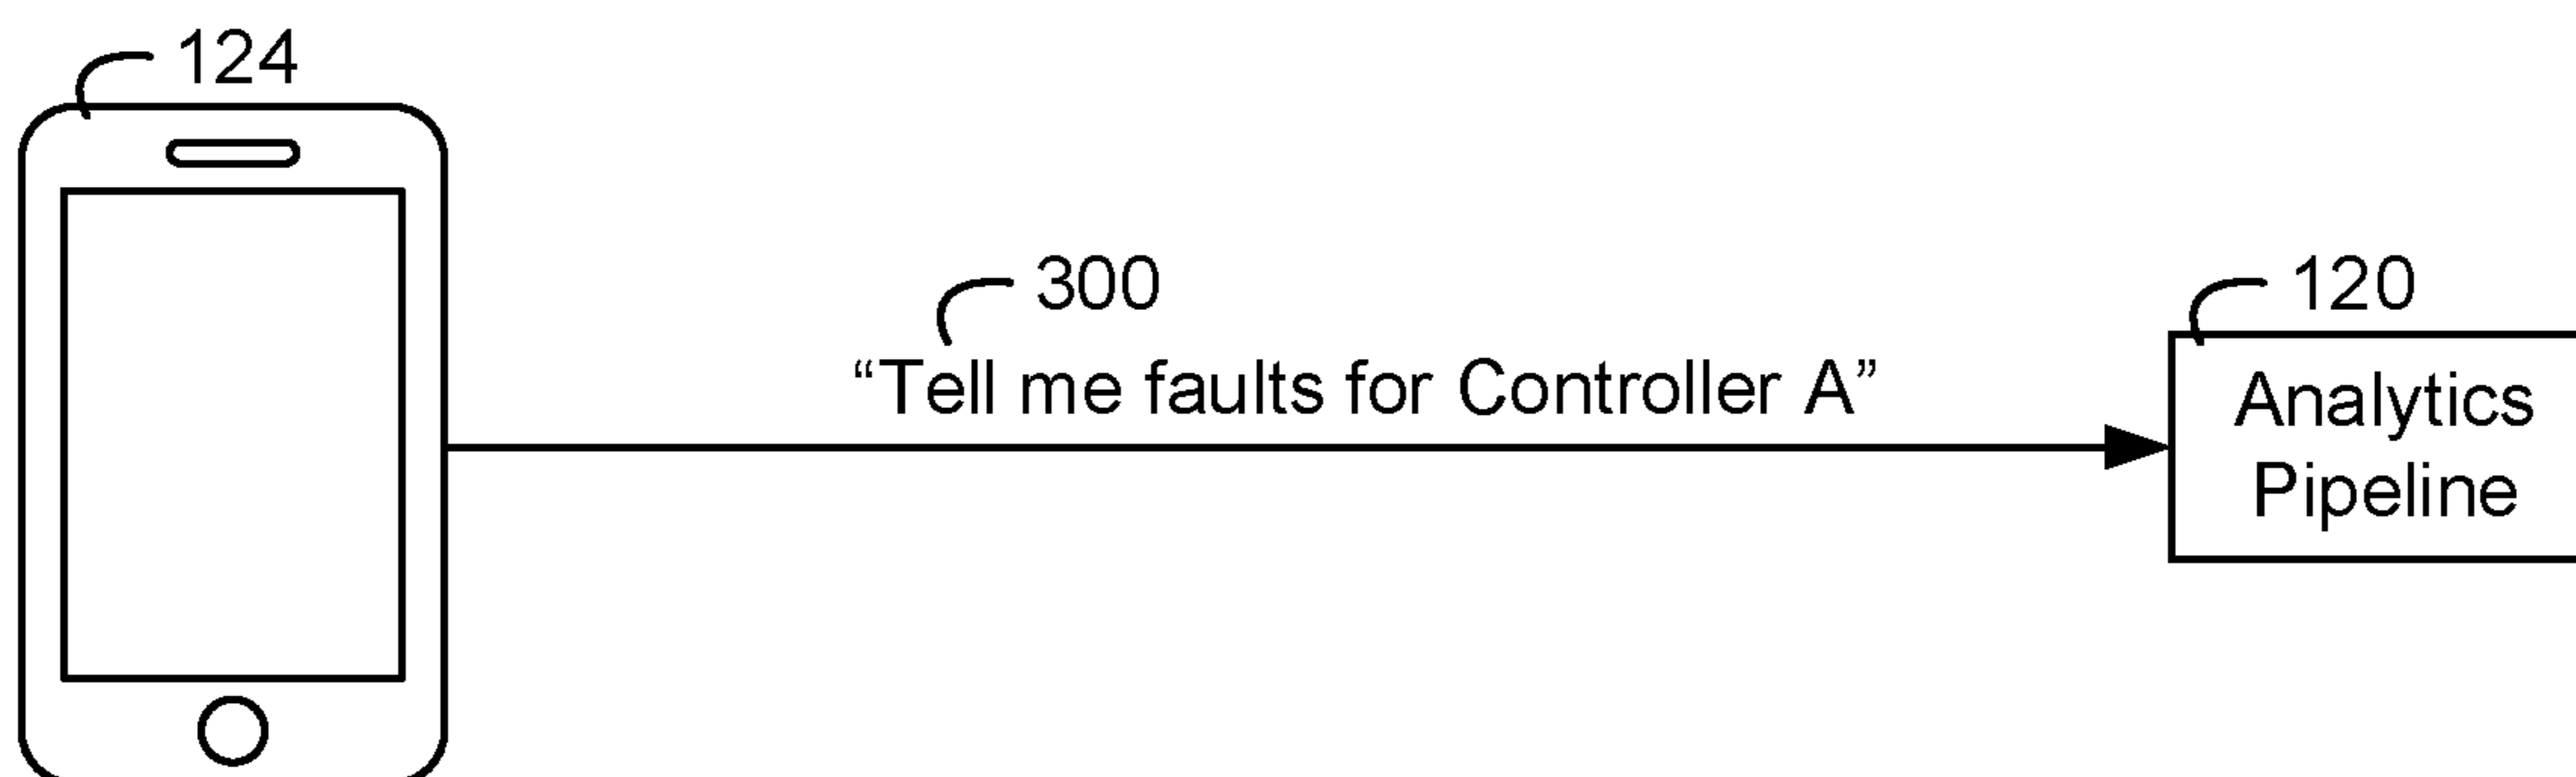 124
300
120
“Tell me faults for Controller A”
Analytics
Pipeline